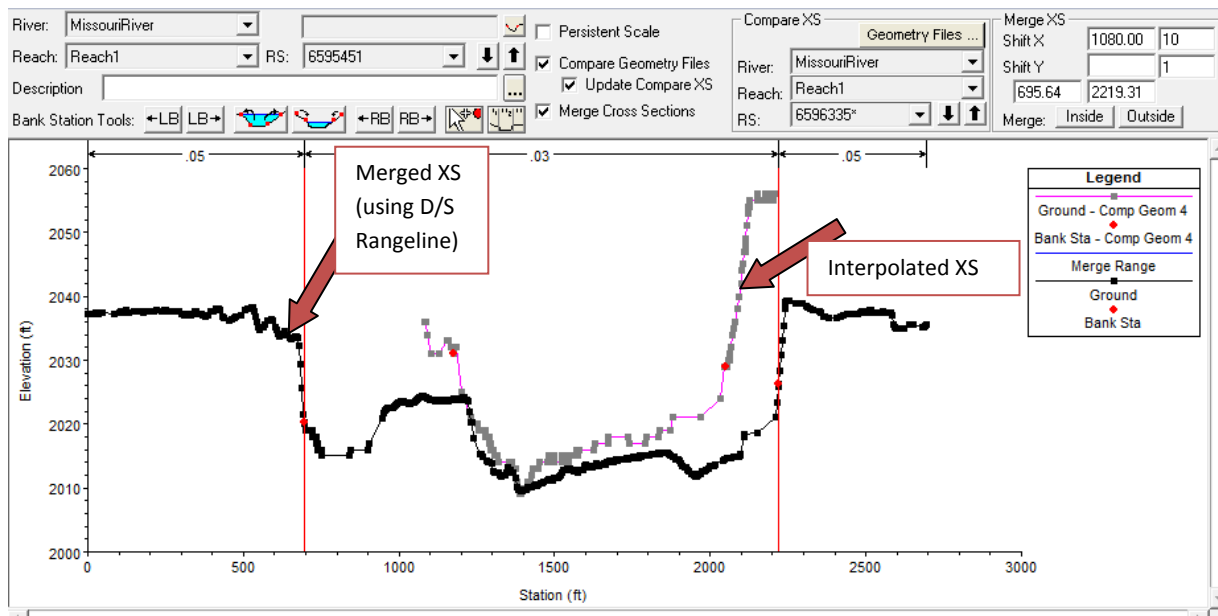 River: MissouriRiver
Reach: Reach1 RS: 6595451
Description ...
Bank Station Tools: ←LB LB→ ←RB RB→
Persistent Scale
Compare Geometry Files
Update Compare XS
Merge Cross Sections
Compare XS
Geometry Files ...
River: MissouriRiver
Reach: Reach1
RS: 6596335*
Merge XS
Shift X 1080.00 10
Shift Y 1
695.64 2219.31
Merge: Inside Outside
.05 .03 .05
2060
2050
2040
2030
2020
2010
2000
Elevation (ft)
Merged XS
(using D/S
Rangeline)
Interpolated XS
Legend
Ground - Comp Geom 4
Bank Sta - Comp Geom 4
Merge Range
Ground
Bank Sta
0 500 1000 1500 2000 2500 3000
Station (ft)